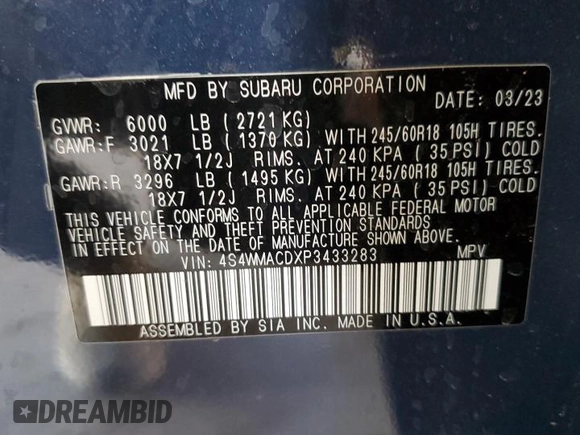 MFD BY SUBARU CORPORATION
DATE: 03/23
GVWR: 6000 LB (2721 KG)
GAWR:F 3021 LB (1370 KG) WITH 245/60R18 105H TIRES.
18X7 1/2J RIMS. AT 240 KPA (35 PSI) COLD
GAWR:R 3296 LB (1495 KG) WITH 245/60R18 105H TIRES.
18X7 1/2J RIMS. AT 240 KPA (35 PSI) COLD
THIS VEHICLE CONFORMS TO ALL APPLICABLE FEDERAL MOTOR
VEHICLE SAFETY AND THEFT PREVENTION STANDARDS
IN EFFECT ON THE DATE OF MANUFACTURE SHOWN ABOVE.
VIN: 4S4WMACDXP3433283 MPV
ASSEMBLED BY SIA INC. MADE IN U.S.A.
DREAMBID